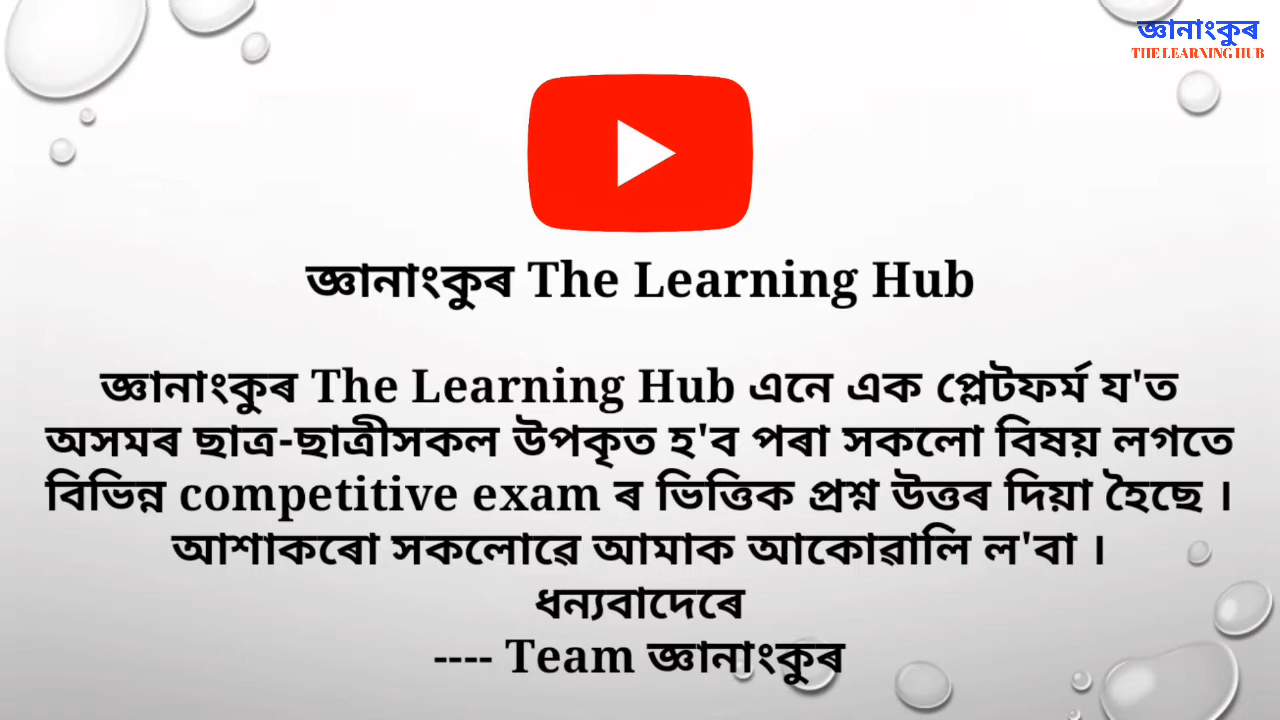 জ্ঞানাংকুৰ
THE LEARNING HUB
জ্ঞানাংকুৰ The Learning Hub
জ্ঞানাংকুৰ The Learning Hub এনে এক প্লেটফৰ্ম য'ত
অসমৰ ছাত্ৰ-ছাত্ৰীসকল উপকৃত হ'ব পৰা সকলো বিষয় লগতে
বিভিন্ন competitive exam ৰ ভিত্তিক প্ৰশ্ন উত্তৰ দিয়া হৈছে ।
আশাকৰো সকলোৱে আমাক আকোৱালি ল'বা ।
ধন্যবাদেৰে
---- Team জ্ঞানাংকুৰ